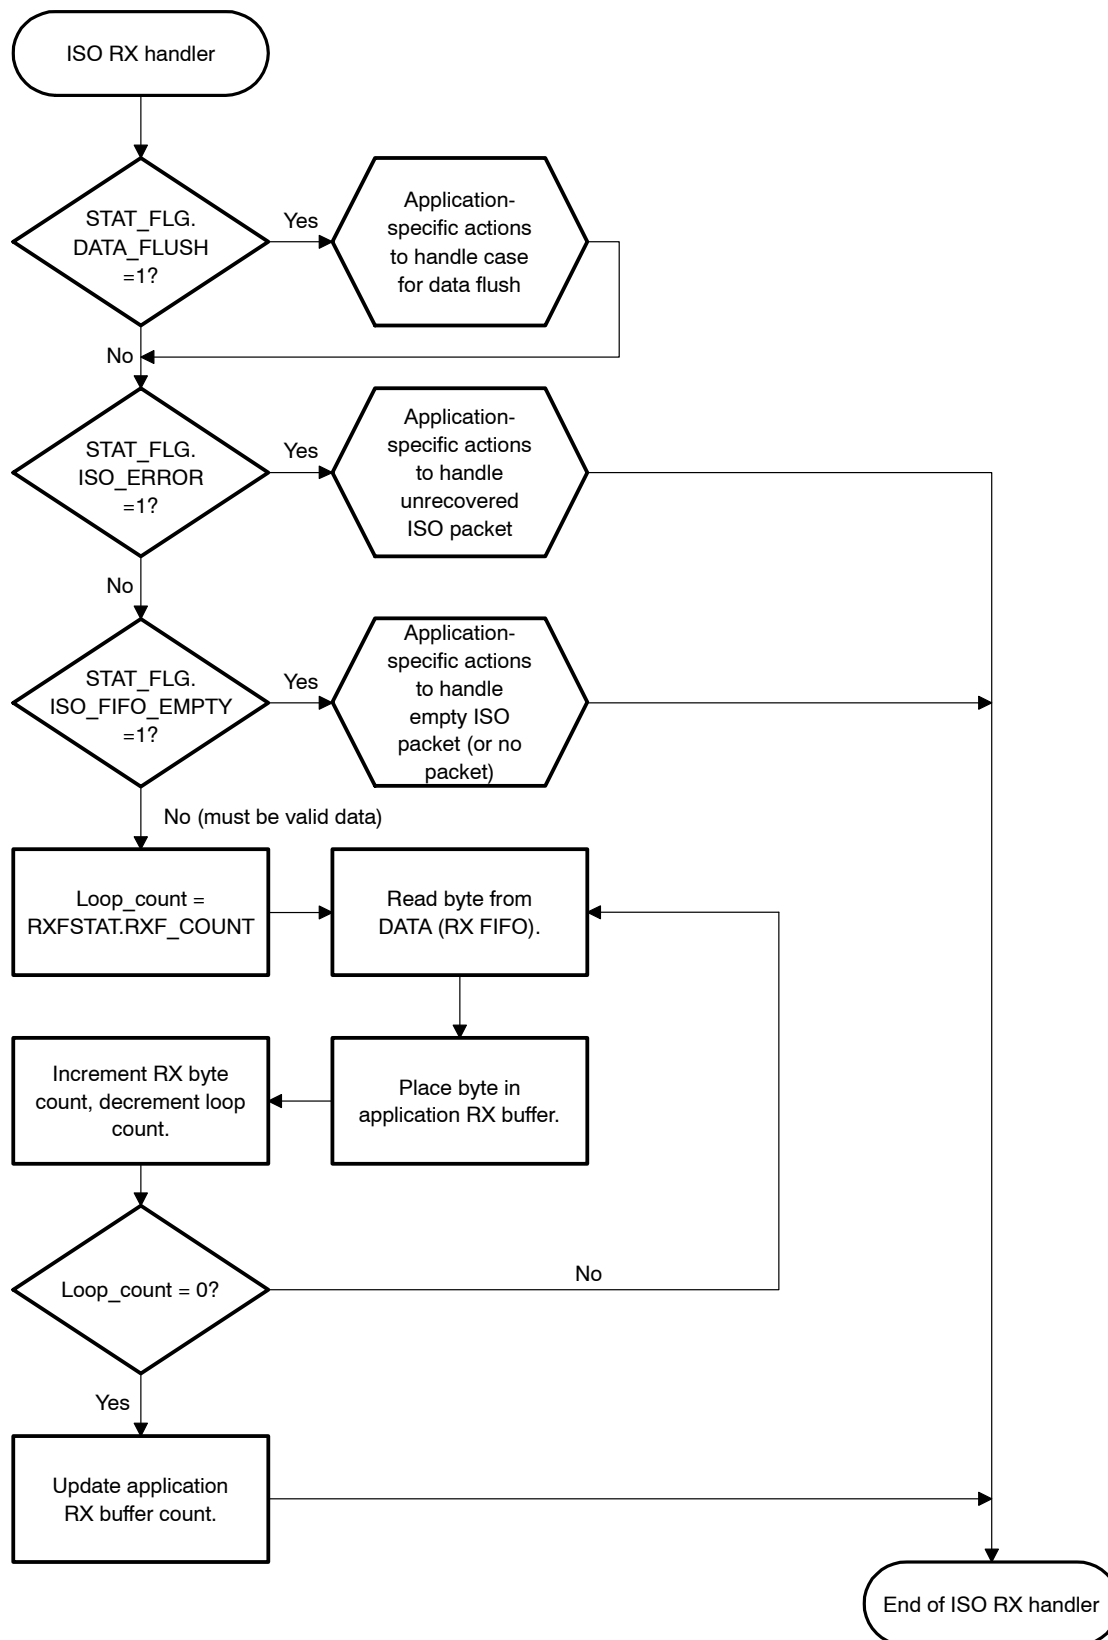 ISO RX handler
STAT_FLG.
DATA_FLUSH
=1?
Yes
Application-
specific actions
to handle case
for data flush
No
STAT_FLG.
ISO_ERROR
=1?
Yes
Application-
specific actions
to handle
unrecovered
ISO packet
No
STAT_FLG.
ISO_FIFO_EMPTY
=1?
Yes
Application-
specific actions
to handle
empty ISO
packet (or no
packet)
No (must be valid data)
Loop_count =
RXFSTAT.RXF_COUNT
Read byte from
DATA (RX FIFO).
Increment RX byte
count, decrement loop
count.
Place byte in
application RX buffer.
Loop_count = 0?
No
Yes
Update application
RX buffer count.
End of ISO RX handler